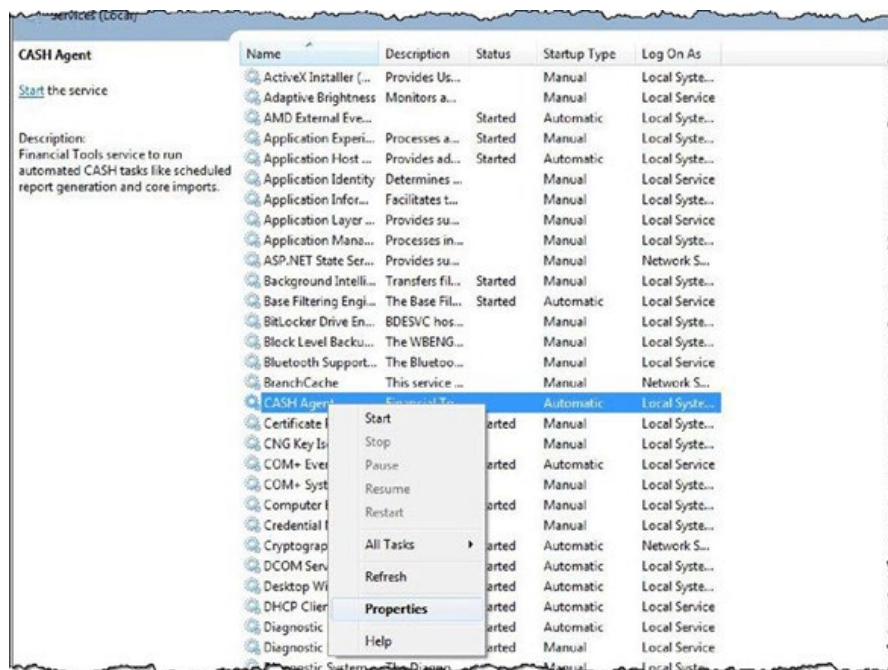 Services (Local)
CASH Agent
Start the service
Description:
Financial Tools service to run
automated CASH tasks like scheduled
report generation and core imports.
Name Description Status Startup Type Log On As
ActiveX Installer (... Provides Us... Manual Local Syste...
Adaptive Brightness Monitors a... Manual Local Service
AMD External Eve... Started Automatic Local Syste...
Application Experi... Processes a... Started Manual Local Syste...
Application Host ... Provides ad... Started Automatic Local Syste...
Application Identity Determines ... Manual Local Service
Application Infor... Facilitates t... Manual Local Syste...
Application Layer ... Provides su... Manual Local Service
Application Mana... Processes in... Manual Local Syste...
ASP.NET State Ser... Provides su... Manual Network S...
Background Intelli... Transfers fil... Started Manual Local Syste...
Base Filtering Engi... The Base Fil... Started Automatic Local Service
BitLocker Drive En... BDESVC hos... Manual Local Syste...
Block Level Backu... The WBENG... Manual Local Syste...
Bluetooth Support... The Bluetoo... Manual Local Service
BranchCache This service ... Manual Network S...
CASH Agent Financial To... Automatic Local Syste...
Certificate arted Manual Local Syste...
CNG Key Is Manual Local Syste...
COM+ Ever arted Automatic Local Service
COM+ Syst Manual Local Syste...
Computer arted Manual Local Syste...
Credential Manual Local Syste...
Cryptograp arted Automatic Network S...
DCOM Serv arted Automatic Local Syste...
Desktop Wi arted Automatic Local Syste...
DHCP Clier arted Automatic Local Service
Diagnostic arted Automatic Local Service
Diagnostic arted Manual Local Service
Diagnostic System The Diagno Manual Local Syste...
Start
Stop
Pause
Resume
Restart
All Tasks
Refresh
Properties
Help